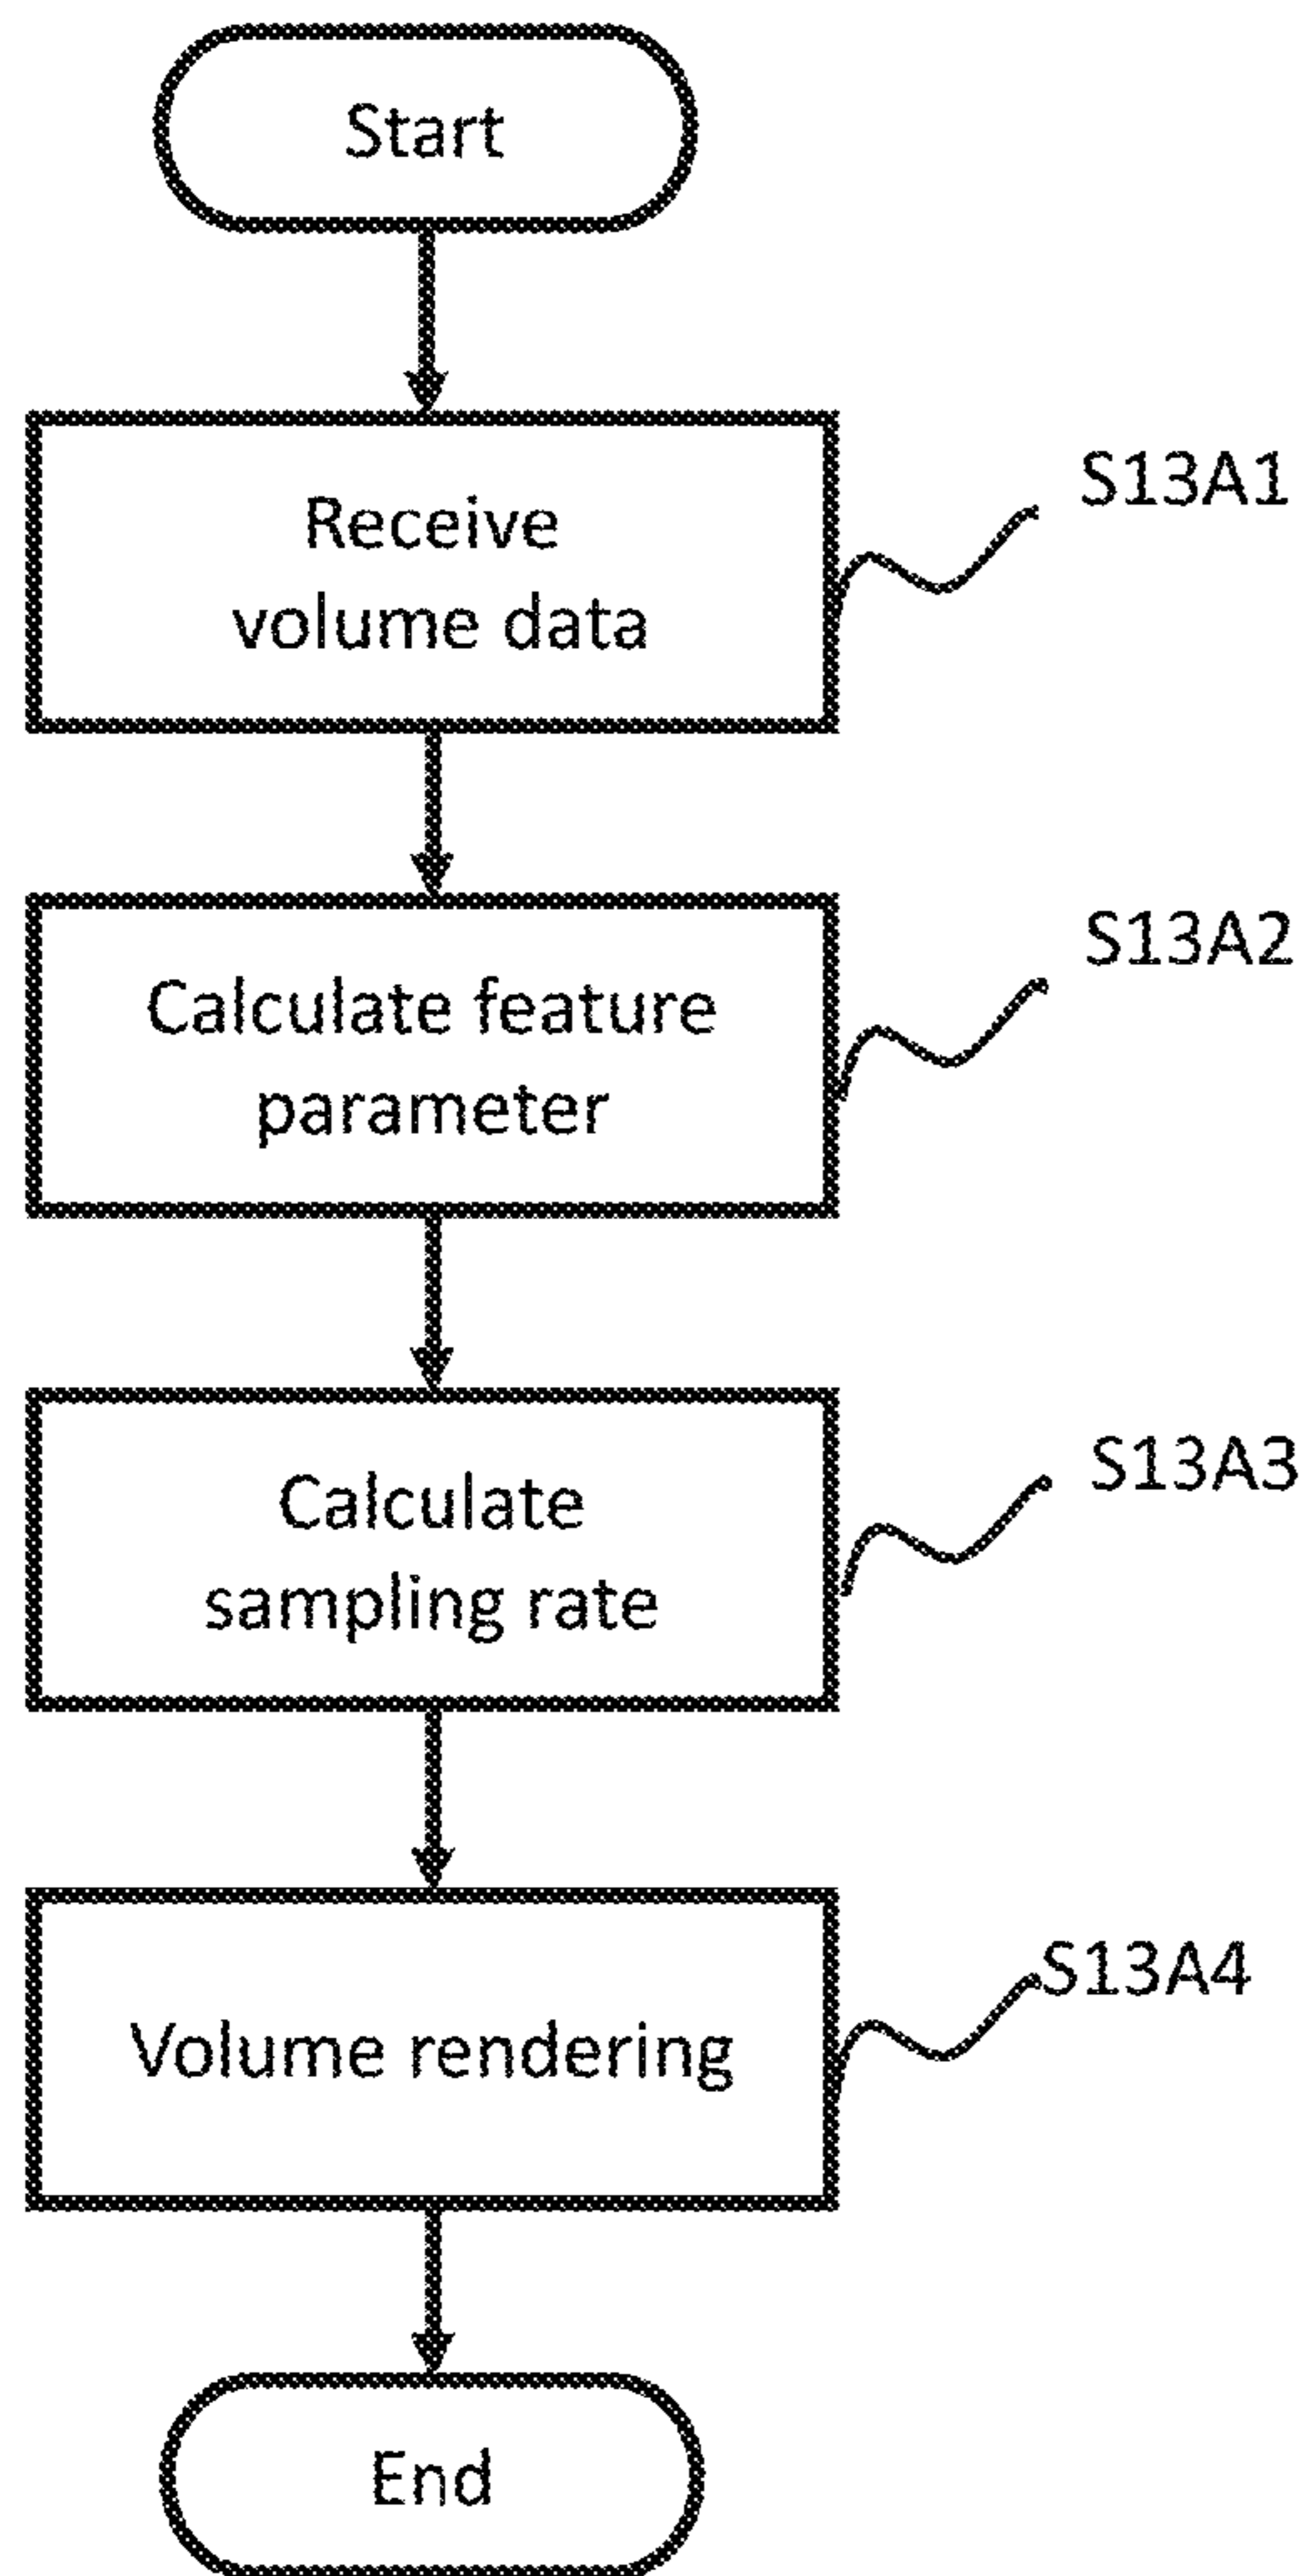 Start
Receive
volume data
S13A1
Calculate feature
parameter
S13A2
Calculate
sampling rate
S13A3
Volume rendering
S13A4
End